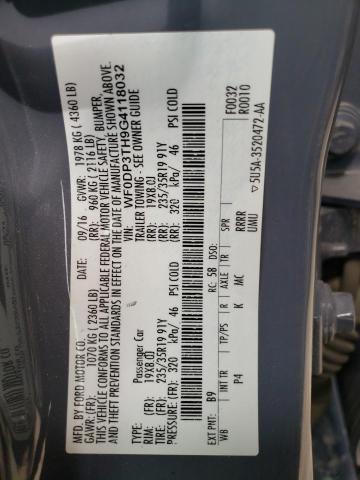 MFD. BY FORD MOTOR CO.
DATE: 09/16 GVWR: 1978 KG ( 4360 LB)
GAWR:(FR): 1070 KG ( 2360 LB) (RR): 960 KG ( 2116 LB)
THIS VEHICLE CONFORMS TO ALL APPLICABLE FEDERAL MOTOR VEHICLE SAFETY, BUMPER,
AND THEFT PREVENTION STANDARDS IN EFFECT ON THE DATE OF MANUFACTURE SHOWN ABOVE.
VIN: WF0DP3TH9G4118032
TYPE: Passenger Car TRAILER TOWING - SEE OWNER GUIDE
RIM: (FR): 19X8.0J (RR): 19X8.0J
TIRE: (FR): 235/35R19 91Y (RR): 235/35R19 91Y
PRESSURE: (FR): 320 kPa/ 46 PSI COLD (RR): 320 kPa/ 46 PSI COLD
F0032
R0010
EXT PNT: B9 RC: 58 DSO:
WB INT TR TP/PS R AXLE TR SPR
P4 K MC RRRR UMU
▽5U5A-3520472-AA